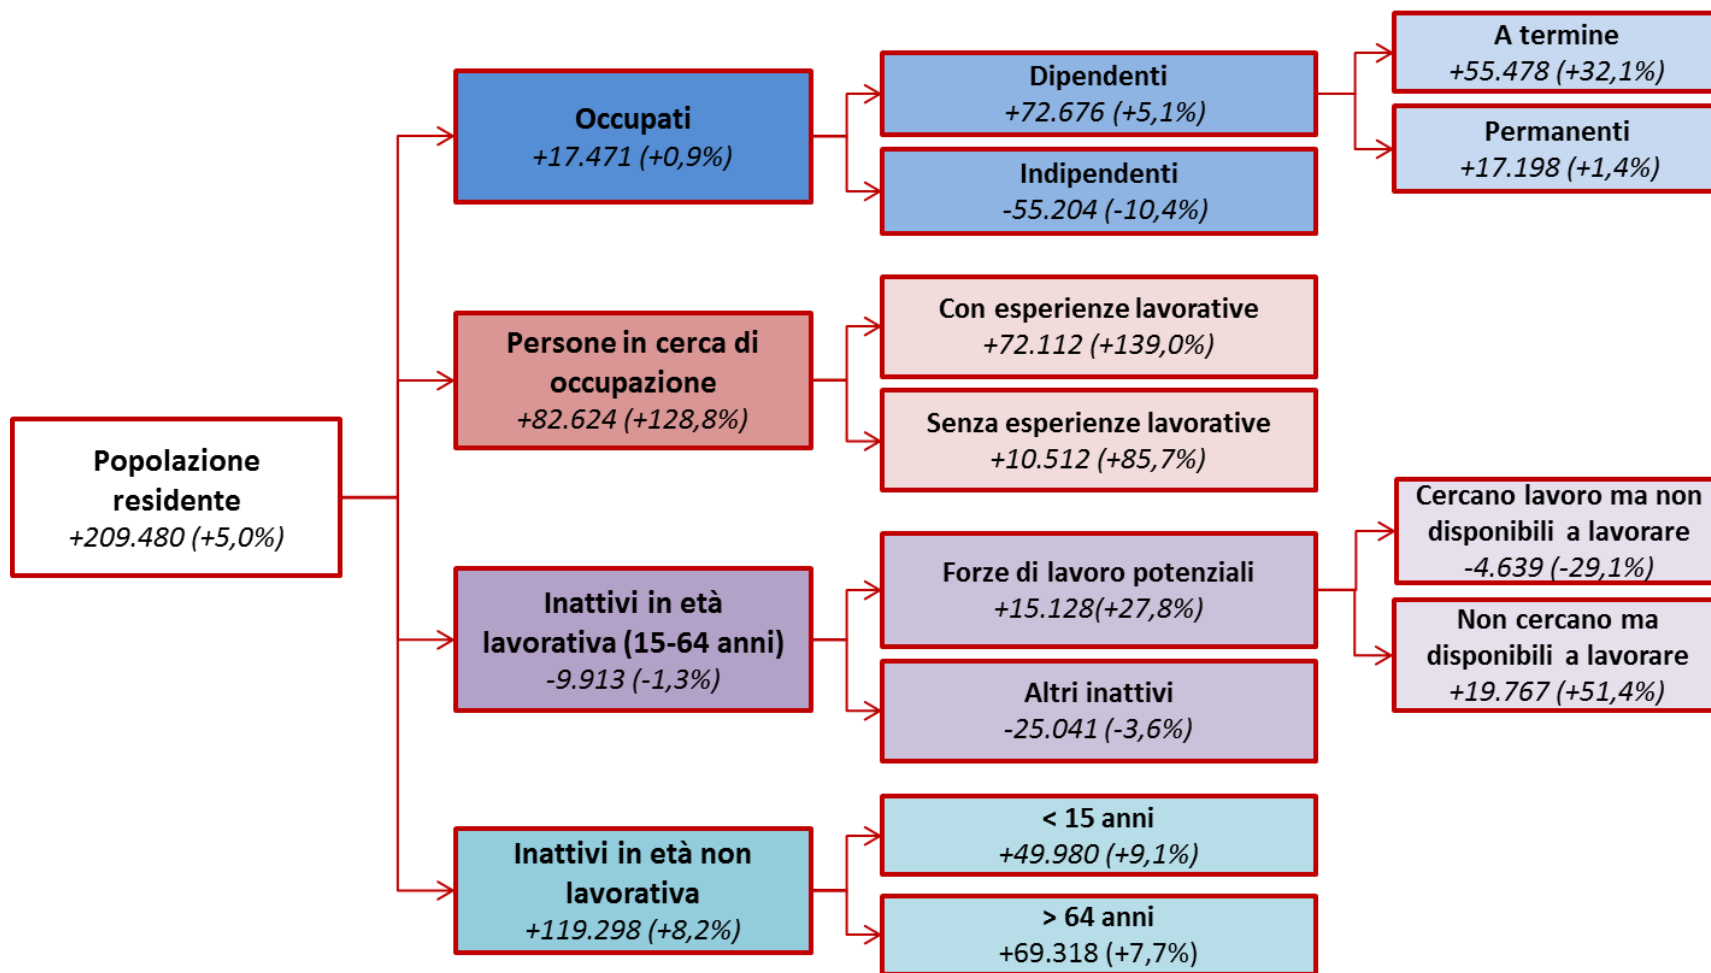 Popolazione
residente
+209.480 (+5,0%)
Occupati
+17.471 (+0,9%)
Dipendenti
+72.676 (+5,1%)
A termine
+55.478 (+32,1%)
Permanenti
+17.198 (+1,4%)
Indipendenti
-55.204 (-10,4%)
Persone in cerca di
occupazione
+82.624 (+128,8%)
Con esperienze lavorative
+72.112 (+139,0%)
Senza esperienze lavorative
+10.512 (+85,7%)
Inattivi in età
lavorativa (15-64 anni)
-9.913 (-1,3%)
Forze di lavoro potenziali
+15.128(+27,8%)
Cercano lavoro ma non
disponibili a lavorare
-4.639 (-29,1%)
Non cercano ma
disponibili a lavorare
+19.767 (+51,4%)
Altri inattivi
-25.041 (-3,6%)
Inattivi in età non
lavorativa
+119.298 (+8,2%)
< 15 anni
+49.980 (+9,1%)
> 64 anni
+69.318 (+7,7%)